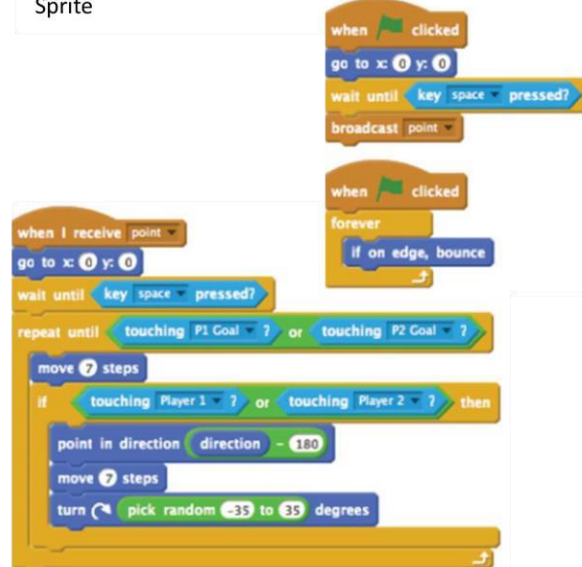 Sprite
when clicked
go to x: 0 y: 0
wait until key space pressed?
broadcast point
when clicked
forever
if on edge, bounce
when I receive point
go to x: 0 y: 0
wait until key space pressed?
repeat until touching P1 Goal ? or touching P2 Goal ?
move 7 steps
if touching Player 1 ? or touching Player 2 ? then
point in direction direction - 180
move 7 steps
turn pick random -35 to 35 degrees